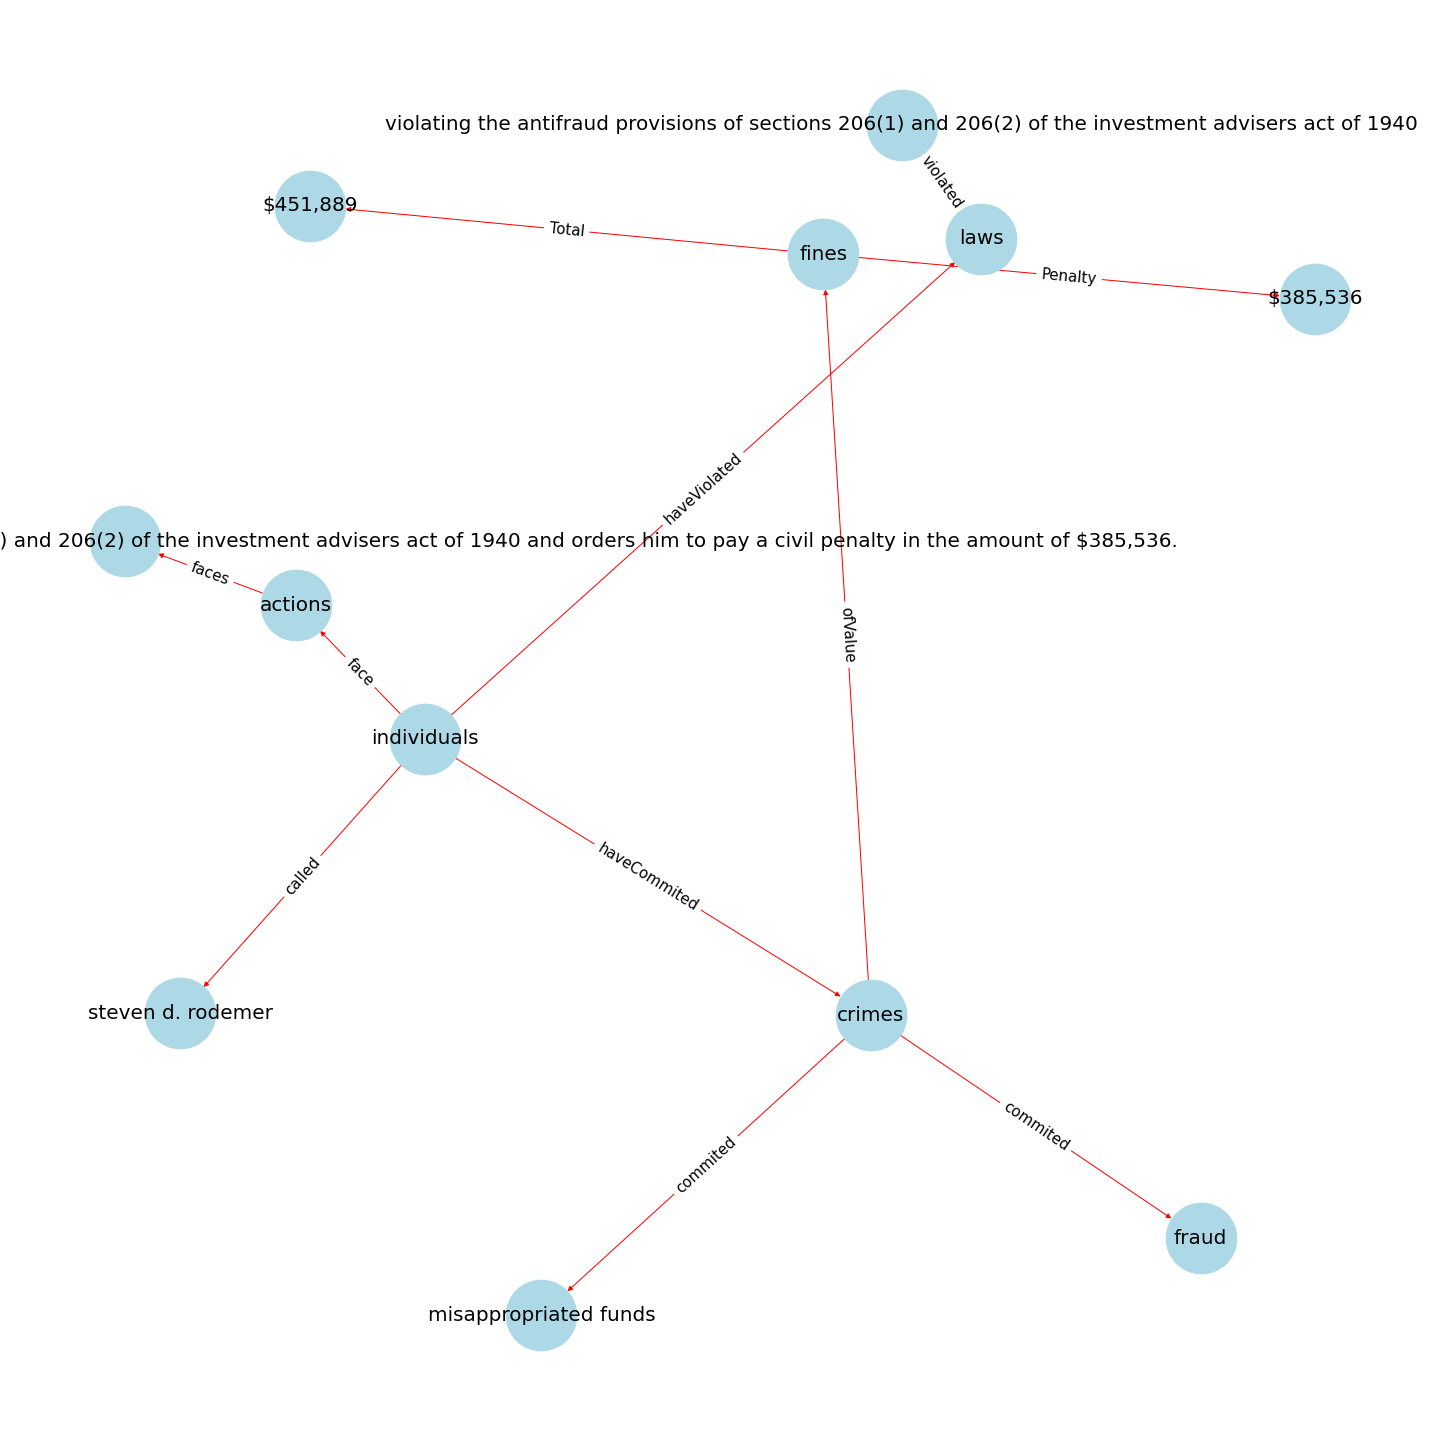 violating the antifraud provisions of sections 206(1) and 206(2) of the investment advisers act of 1940
violated
$451,889
Total
fines
laws
Penalty
$385,536
haveViolated
) and 206(2) of the investment advisers act of 1940 and orders him to pay a civil penalty in the amount of $385,536.
faces
actions
ofValue
face
individuals
called
haveCommited
steven d. rodemer
crimes
commited
commited
fraud
misappropriated funds